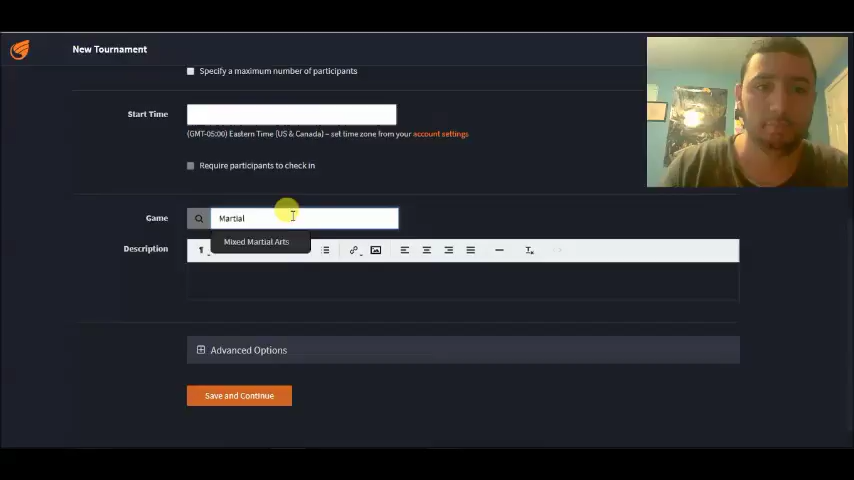 New Tournament
Specify a maximum number of participants
Start Time
(GMT-05:00) Eastern Time (US & Canada) – set time zone from your account settings
Require participants to check in
Game
Martial
Mixed Martial Arts
Description
Advanced Options
Save and Continue